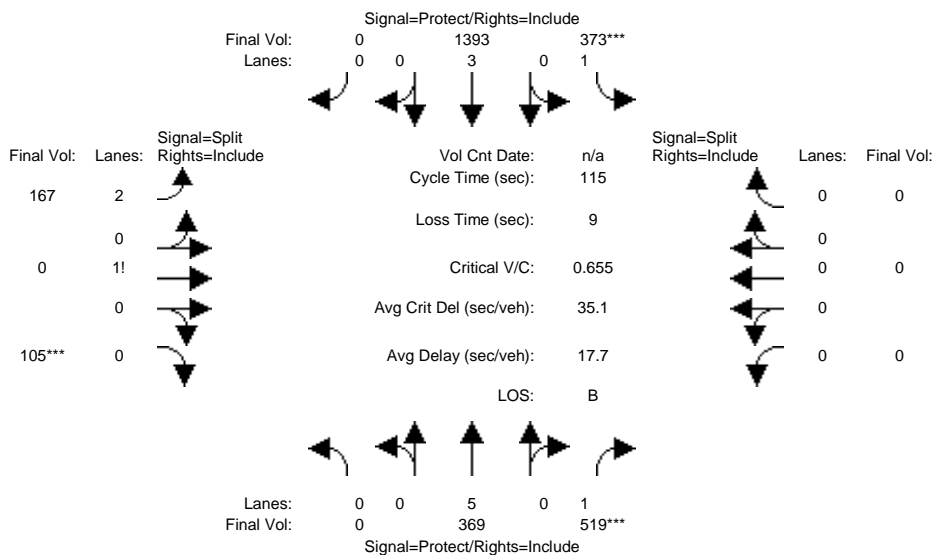 Signal=Protect/Rights=Include
Final Vol: 0 1393 373***
Lanes: 0 0 3 0 1
Signal=Split
Final Vol: Lanes: Rights=Include
Vol Cnt Date: n/a
Signal=Split
Rights=Include Lanes: Final Vol:
Cycle Time (sec): 115
167 2
0 0
Loss Time (sec): 9
0
0
0 1!
Critical V/C: 0.655
0 0
0
Avg Crit Del (sec/veh): 35.1
0
105*** 0
Avg Delay (sec/veh): 17.7
0 0
LOS: B
Lanes: 0 0 5 0 1
Final Vol: 0 369 519***
Signal=Protect/Rights=Include